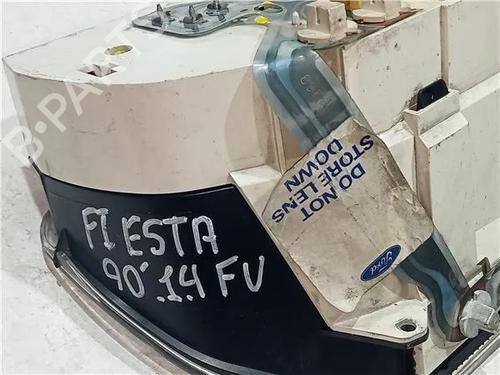 B-PARTS
DO NOT
STORE LENS
DOWN
Ford
FIESTA
90' 1.4 FU